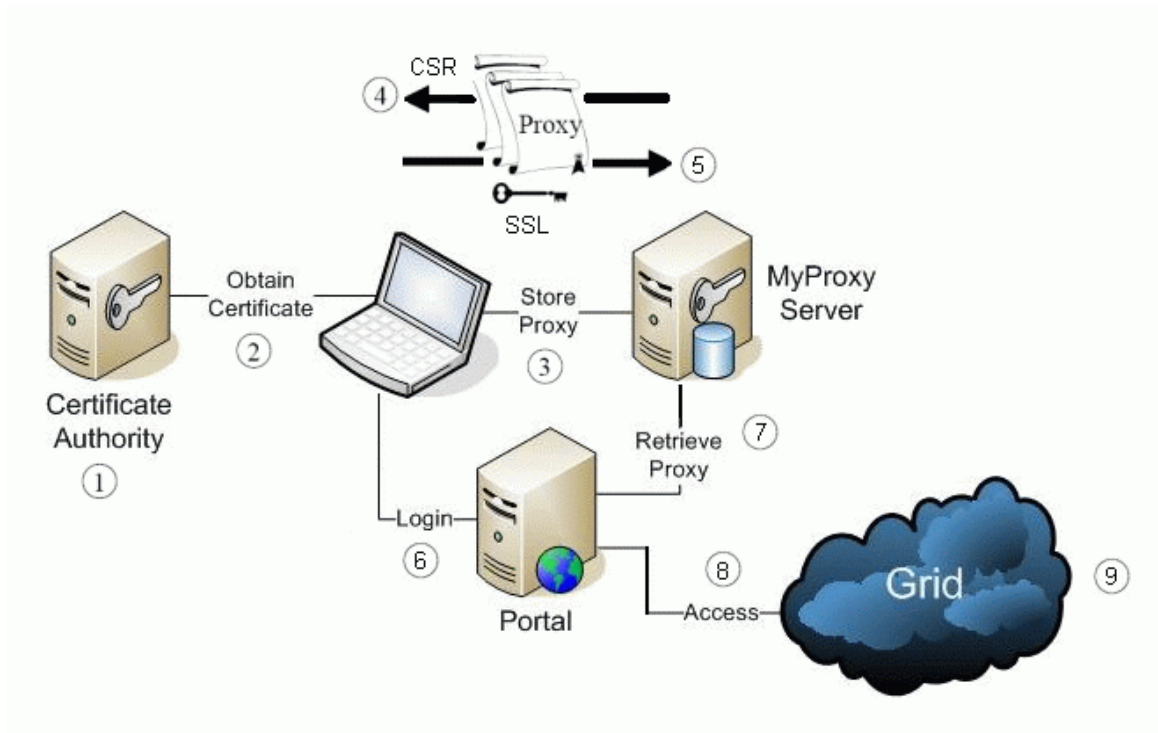 CSR
④
Proxy
⑤
SSL
Obtain
Certificate
②
Store
Proxy
③
MyProxy
Server
Certificate
Authority
①
Retrieve
Proxy
⑦
Login
⑥
Portal
⑧
Access
Grid
⑨